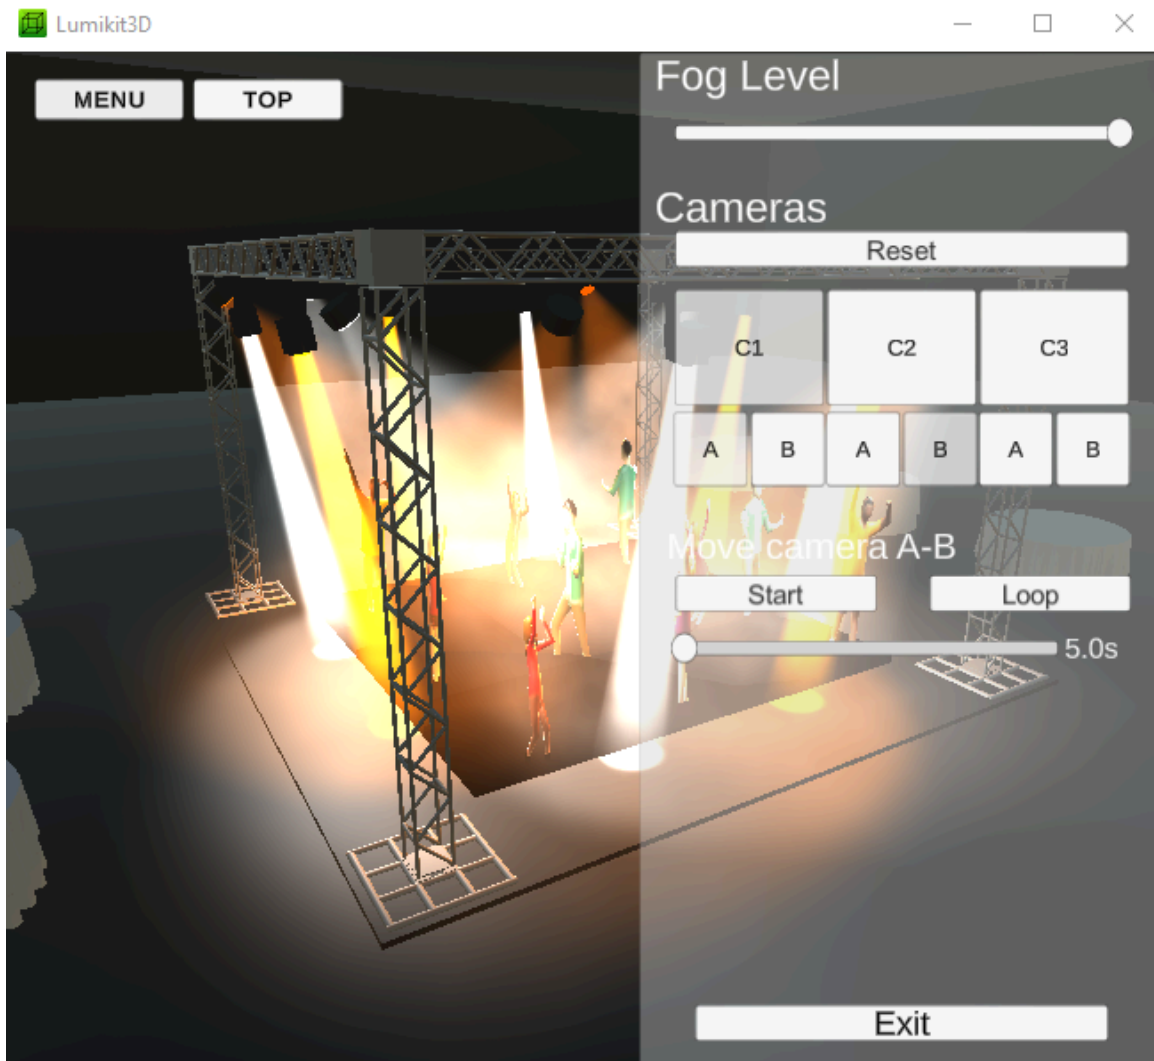 Lumikit3D
MENU TOP
Fog Level
Cameras
Reset
C1 C2 C3
A B A B A B
Move camera A-B
Start Loop
5.0s
Exit